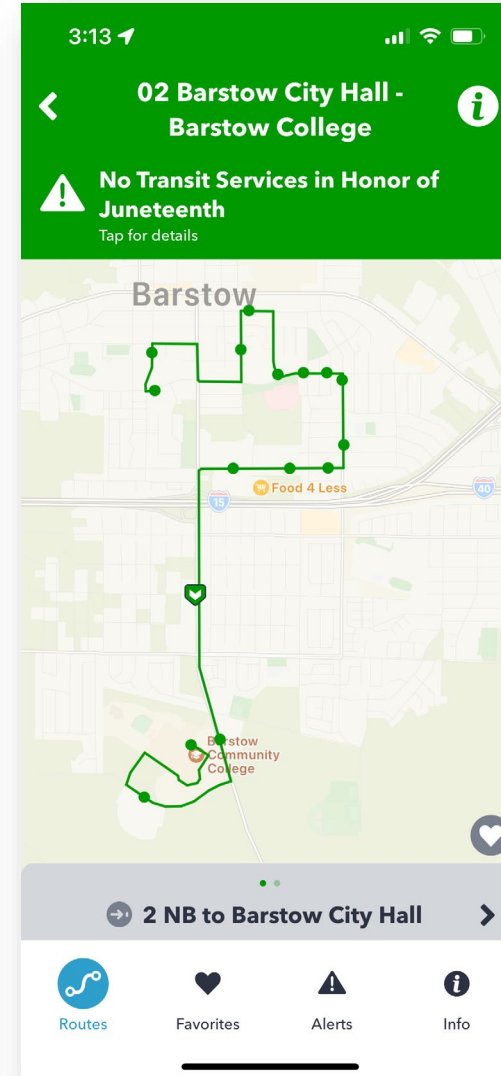 3:13
02 Barstow City Hall -
Barstow College
No Transit Services in Honor of
Juneteenth
Tap for details
Barstow
Food 4 Less
15
40
Barstow
Community
College
2 NB to Barstow City Hall
Routes
Favorites
Alerts
Info